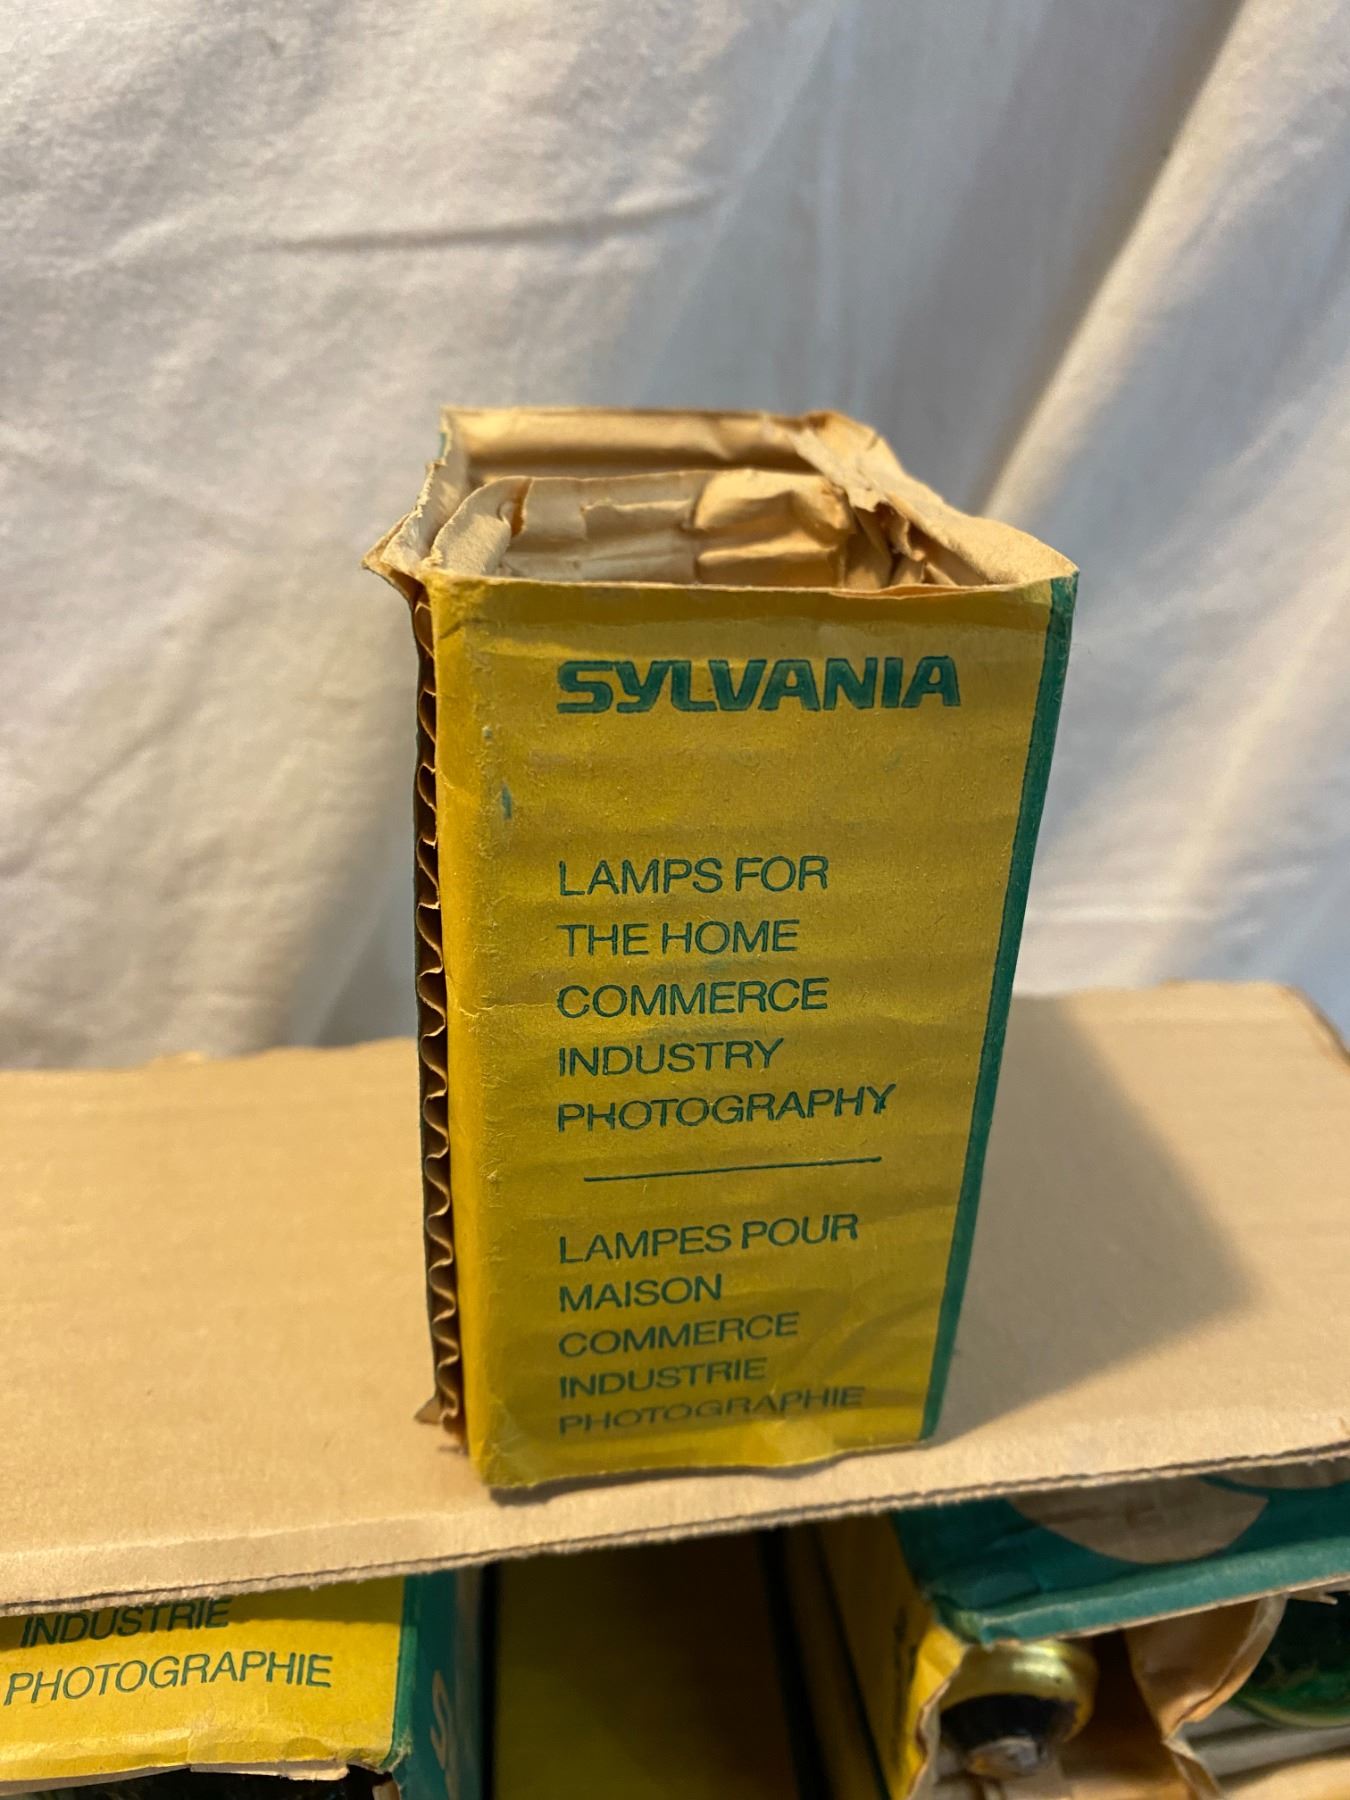 SYLVANIA
LAMPS FOR
THE HOME
COMMERCE
INDUSTRY
PHOTOGRAPHY
LAMPES POUR
MAISON
COMMERCE
INDUSTRIE
PHOTOGRAPHIE
INDUSTRIE
PHOTOGRAPHIE